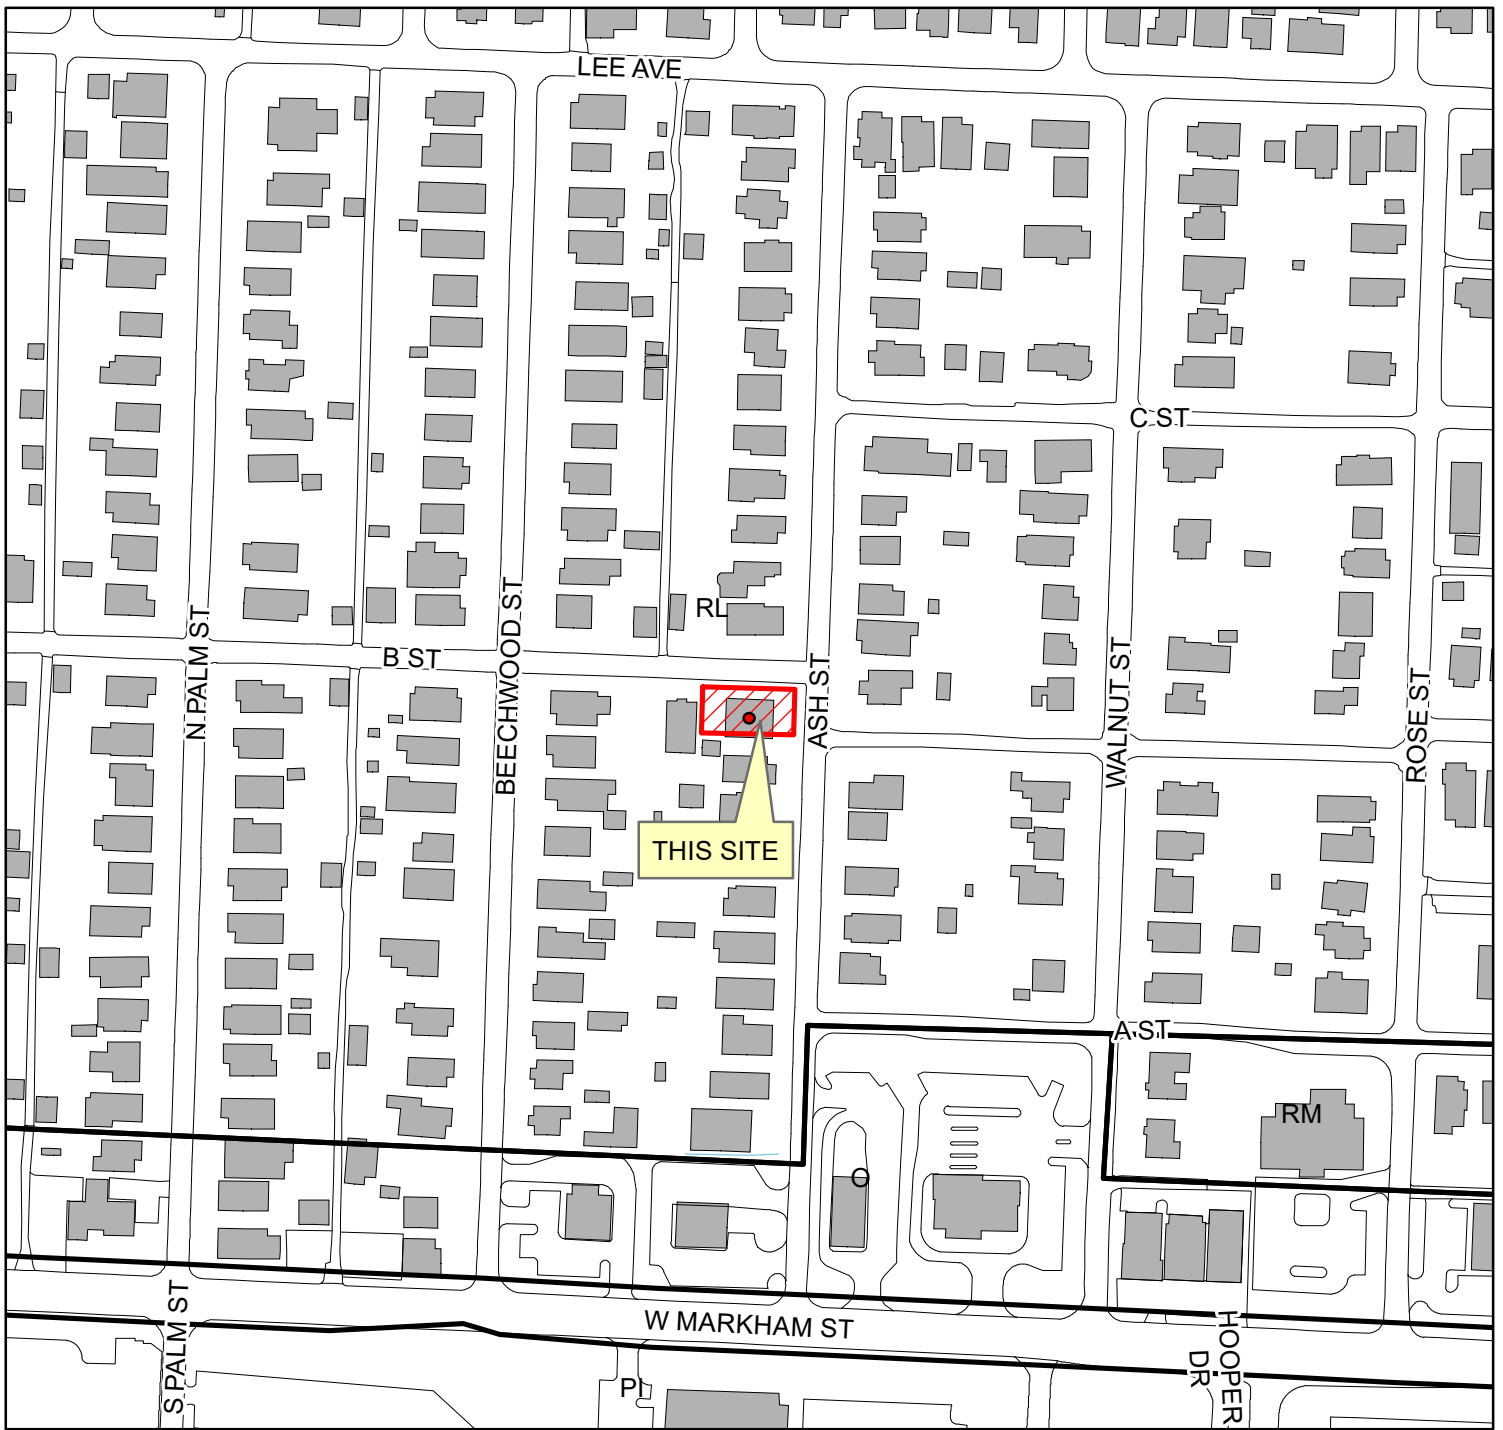 LEE AVE
C ST
RL
B ST
N PALM ST
BEECHWOOD ST
ASH ST
WALNUT ST
ROSE ST
THIS SITE
A ST
RM
O
W MARKHAM ST
S PALM ST
HOOPER
DR
PI